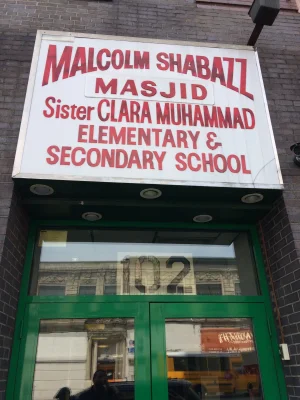 MALCOLM SHABAZZ
MASJID
Sister CLARA MUHAMMAD
ELEMENTARY &
SECONDARY SCHOOL
102